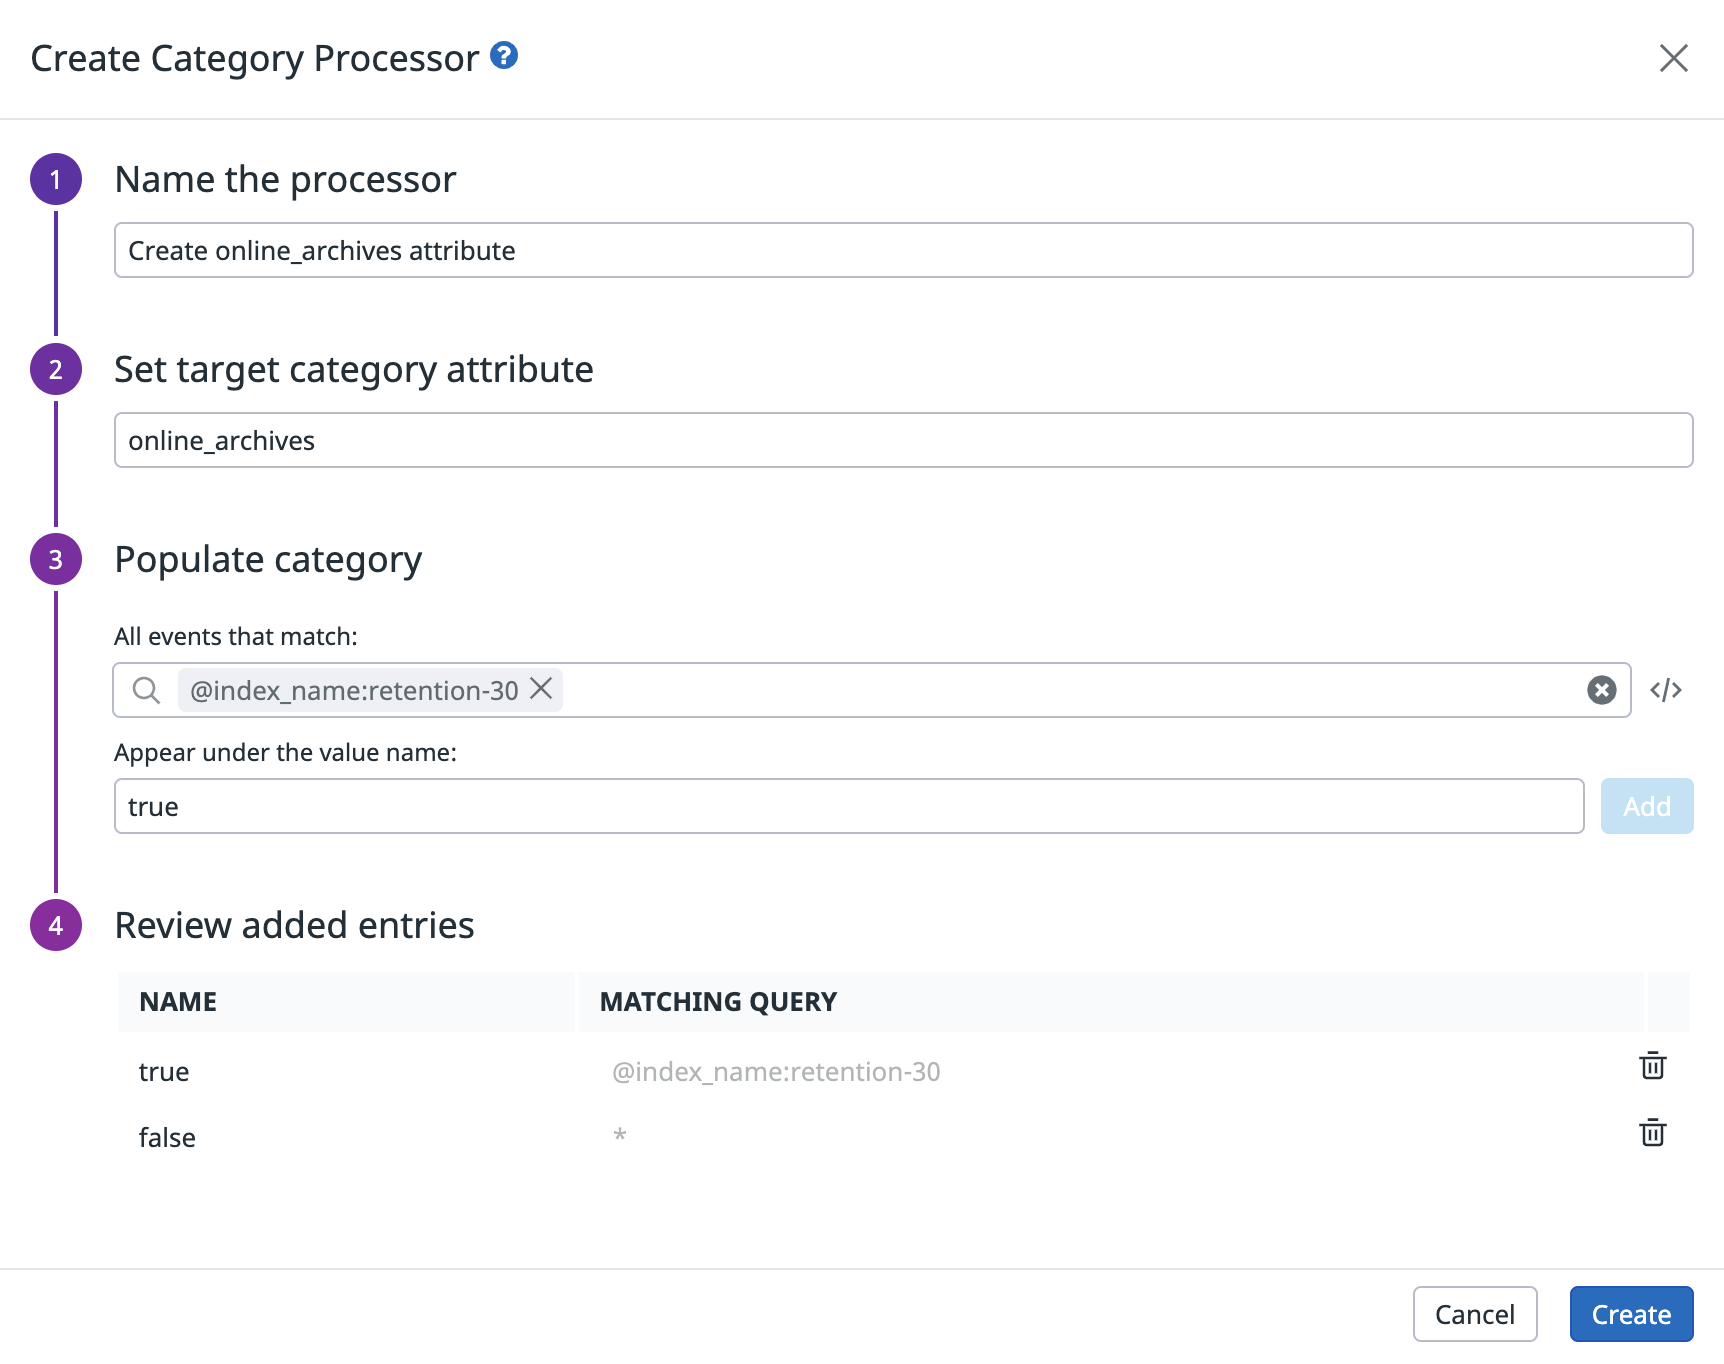 Create Category Processor ?
1 Name the processor
Create online_archives attribute
2 Set target category attribute
online_archives
3 Populate category
All events that match:
@index_name:retention-30
Appear under the value name:
true Add
4 Review added entries
NAME MATCHING QUERY
true @index_name:retention-30
false *
Cancel Create